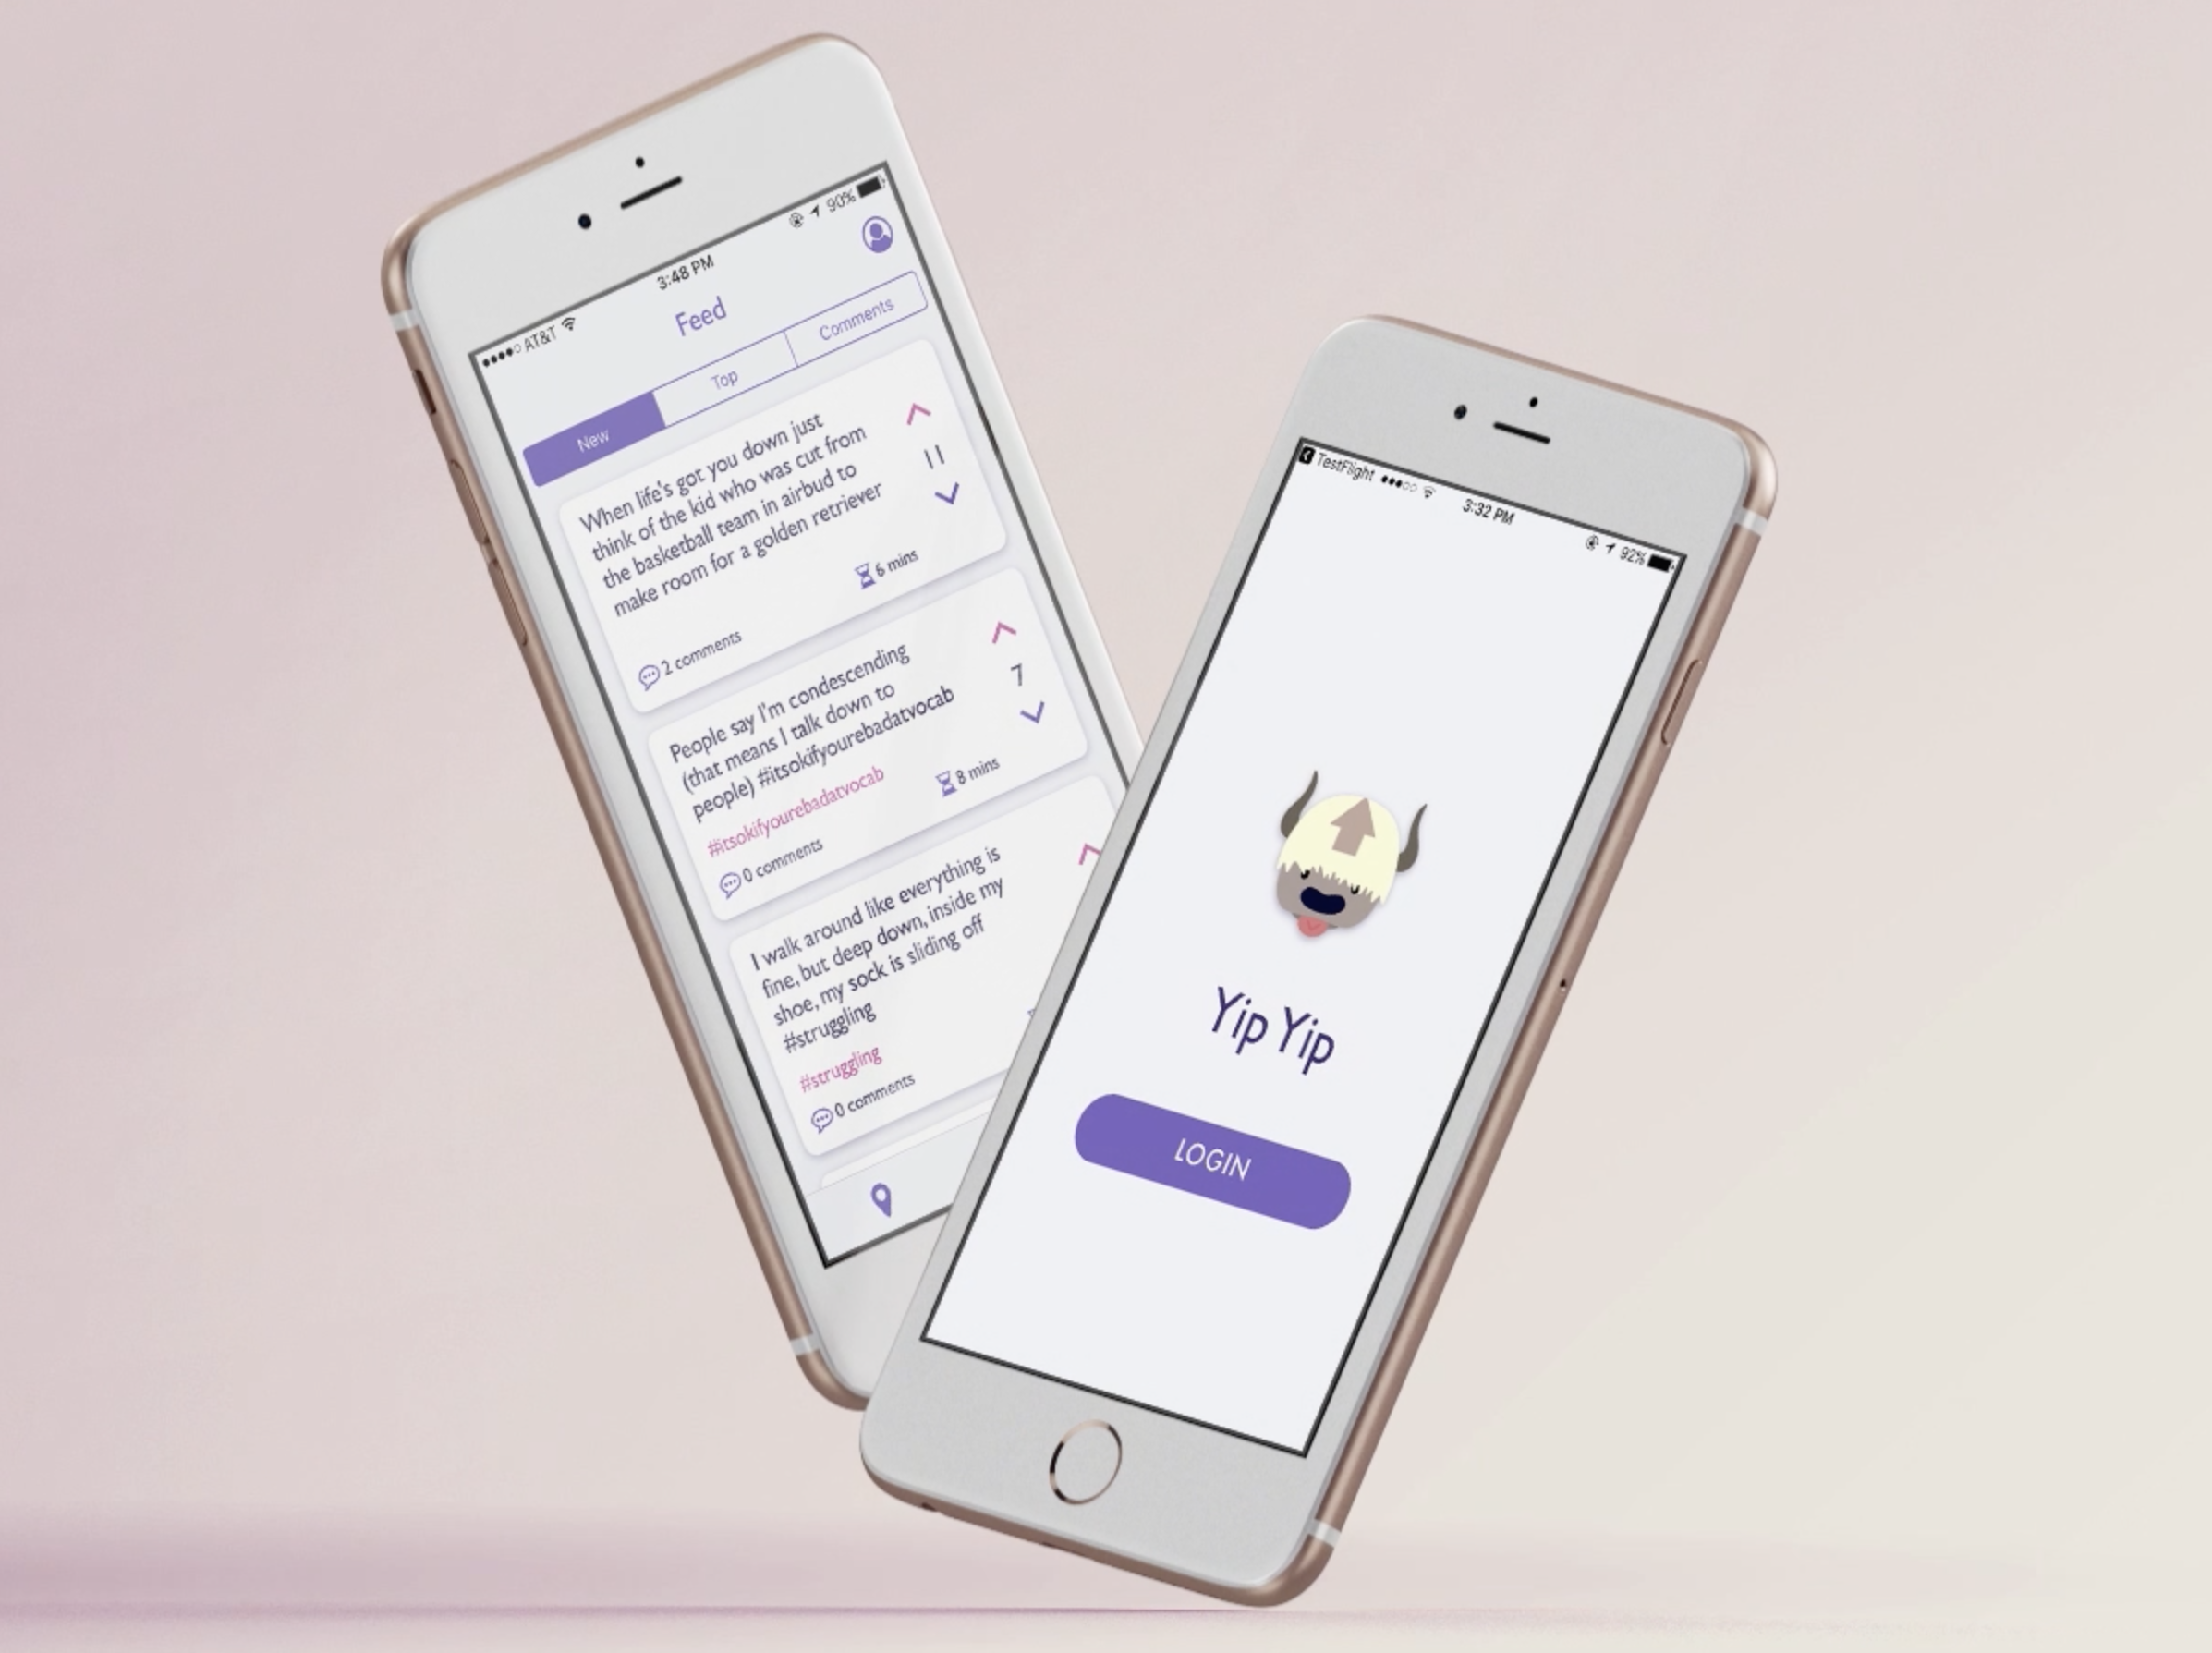 AT&T
3:48 PM
90%
Feed
New
Top
Comments
When life's got you down just
think of the kid who was cut from
the basketball team in airbud to
make room for a golden retriever
11
6 mins
2 comments
People say I'm condescending
(that means I talk down to
people) #itsokifyourebadatvocab
7
#itsokifyourebadatvocab
8 mins
0 comments
I walk around like everything is
fine, but deep down, inside my
shoe, my sock is sliding off
#struggling
#struggling
0 comments
TestFlight
3:32 PM
92%
Yip Yip
LOGIN